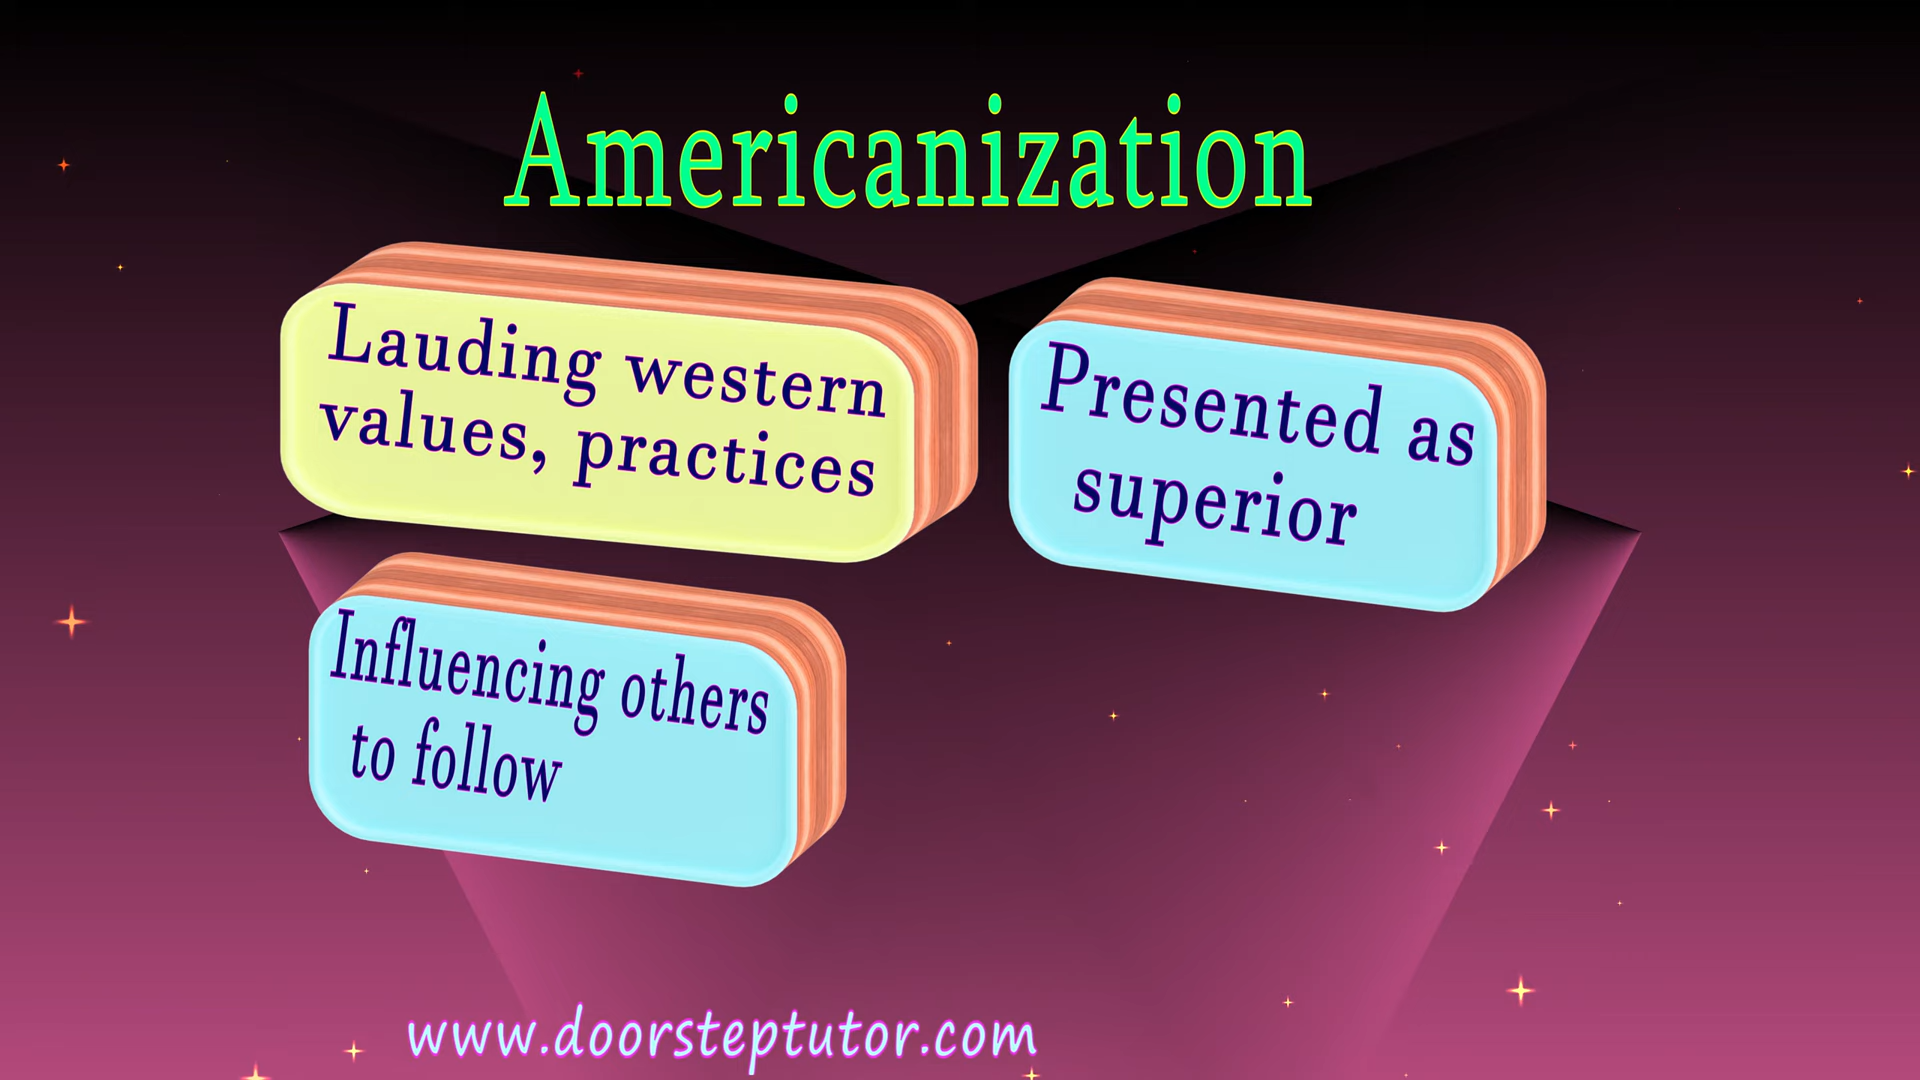 Americanization
Lauding western
values, practices
Presented as
superior
Influencing others
to follow
www.doorsteptutor.com